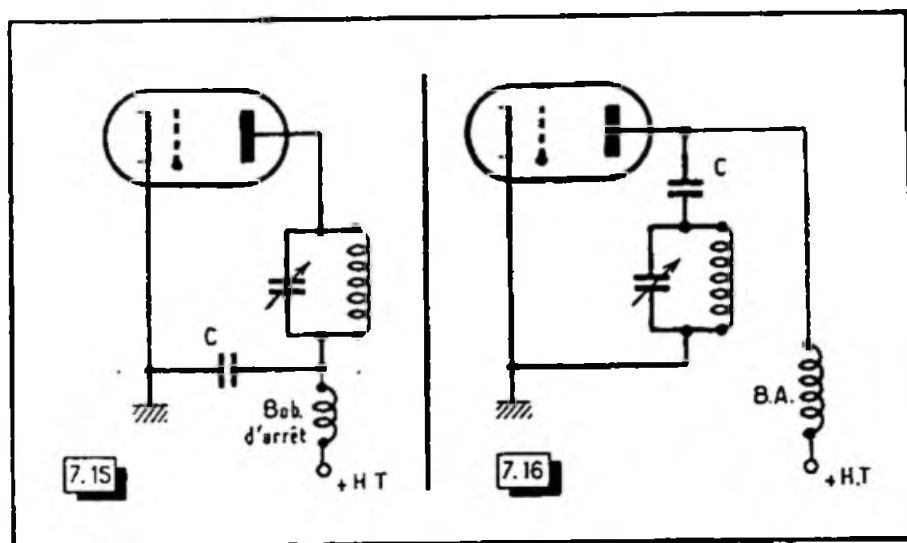 C
Bob.
d'arrêt
7.15
+ H T
C
B.A.
7.16
+H.T